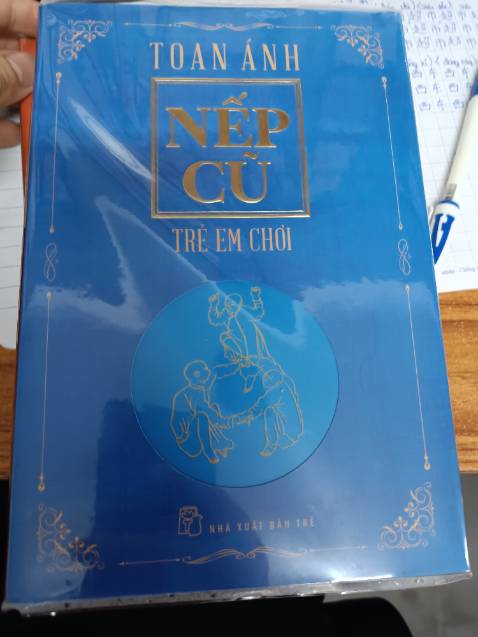 TOAN ÁNH
NẾP
CŨ
TRẺ EM CHƠI
NHÀ XUẤT BẢN TRẺ